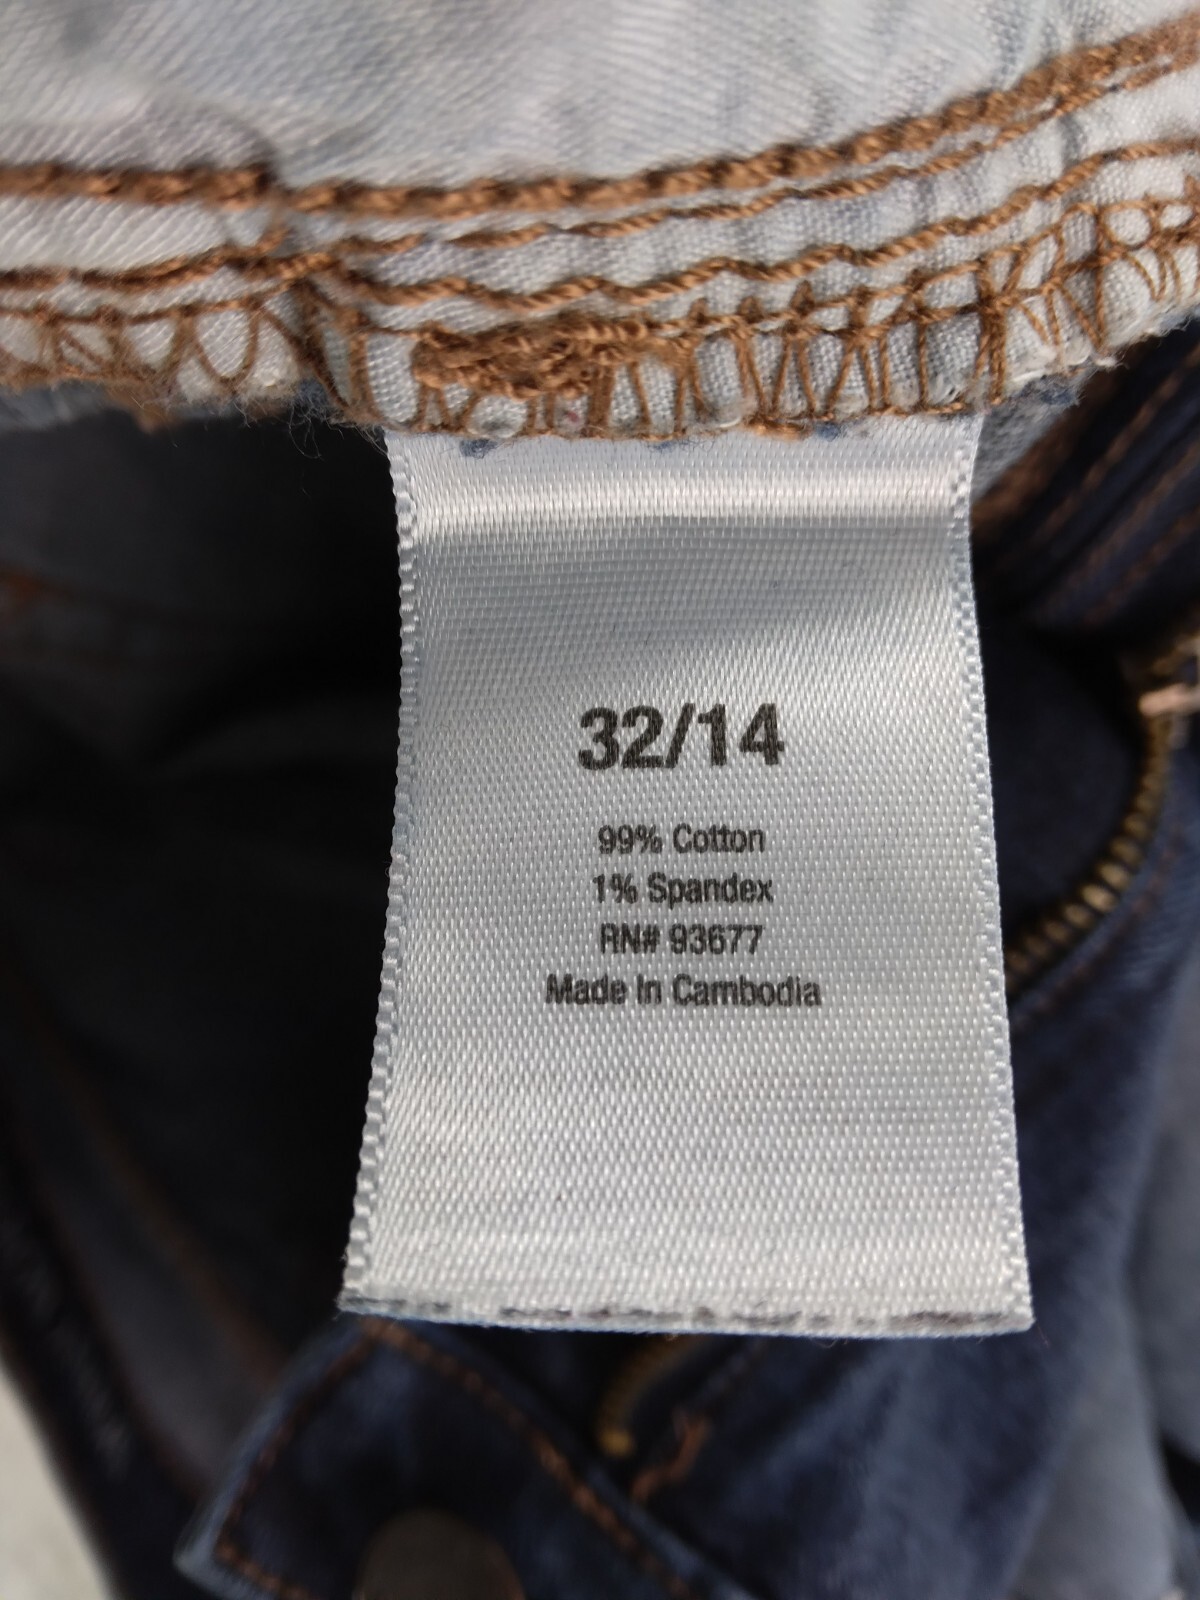 32/14
99% Cotton
1% Spandex
RN# 93677
Made In Cambodia